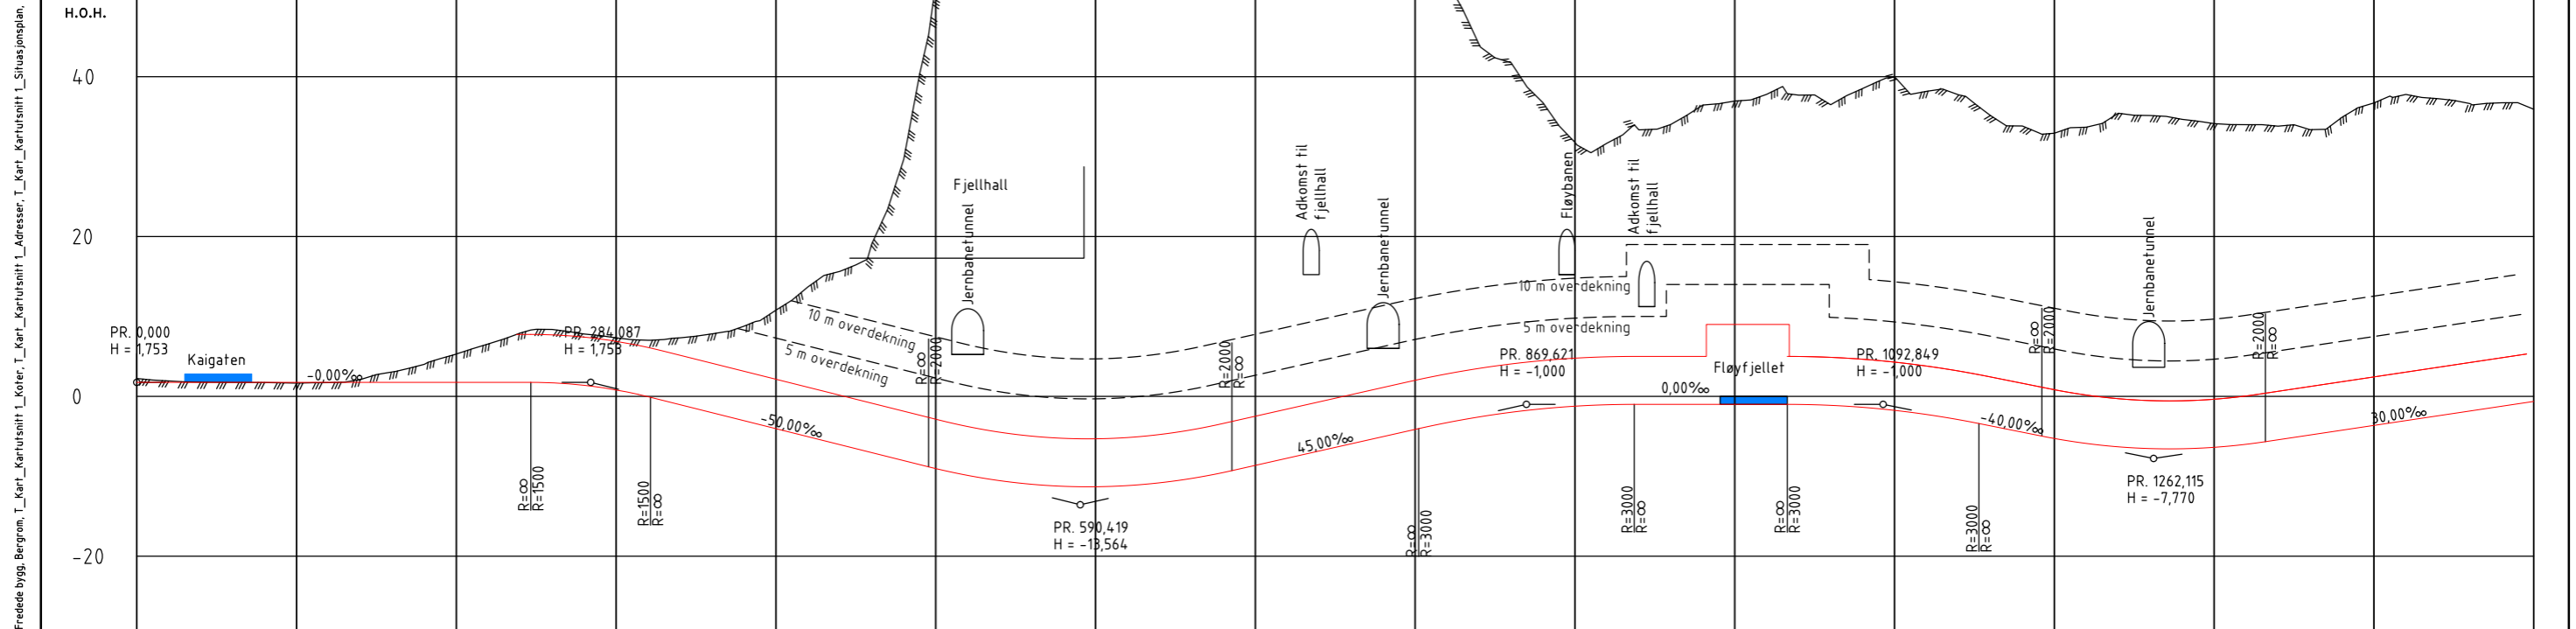 Fredede bygg, Bergrom, T_Kart_Kartutsnitt 1_Koter, T_Kart_Kartutsnitt 1_Adresser, T_Kart_Kartutsnitt 1_Situasjonsplan,
H.O.H.
40
20
0
-20
PR. 0,000
H = 1,753
Kaigaten
-0,00‰
PR. 284,087
H = 1,753
R=∞
R=1500
R=1500
R=∞
-50,00‰
10 m overdekning
5 m overdekning
Fjellhall
Jernbanetunnel
R=∞
R=2000
PR. 590,419
H = -13,564
R=2000
R=∞
Adkomst til
fjellhall
Jernbanetunnel
45,00‰
R=∞
R=3000
Fløybanen
Adkomst til
fjellhall
10 m overdekning
5 m overdekning
PR. 869,621
H = -1,000
R=3000
R=∞
0,00‰
Fløyfjellet
R=∞
R=3000
PR. 1092,849
H = -1,000
R=3000
R=∞
-40,00‰
R=∞
R=2000
Jernbanetunnel
PR. 1262,115
H = -7,770
R=2000
R=∞
30,00‰